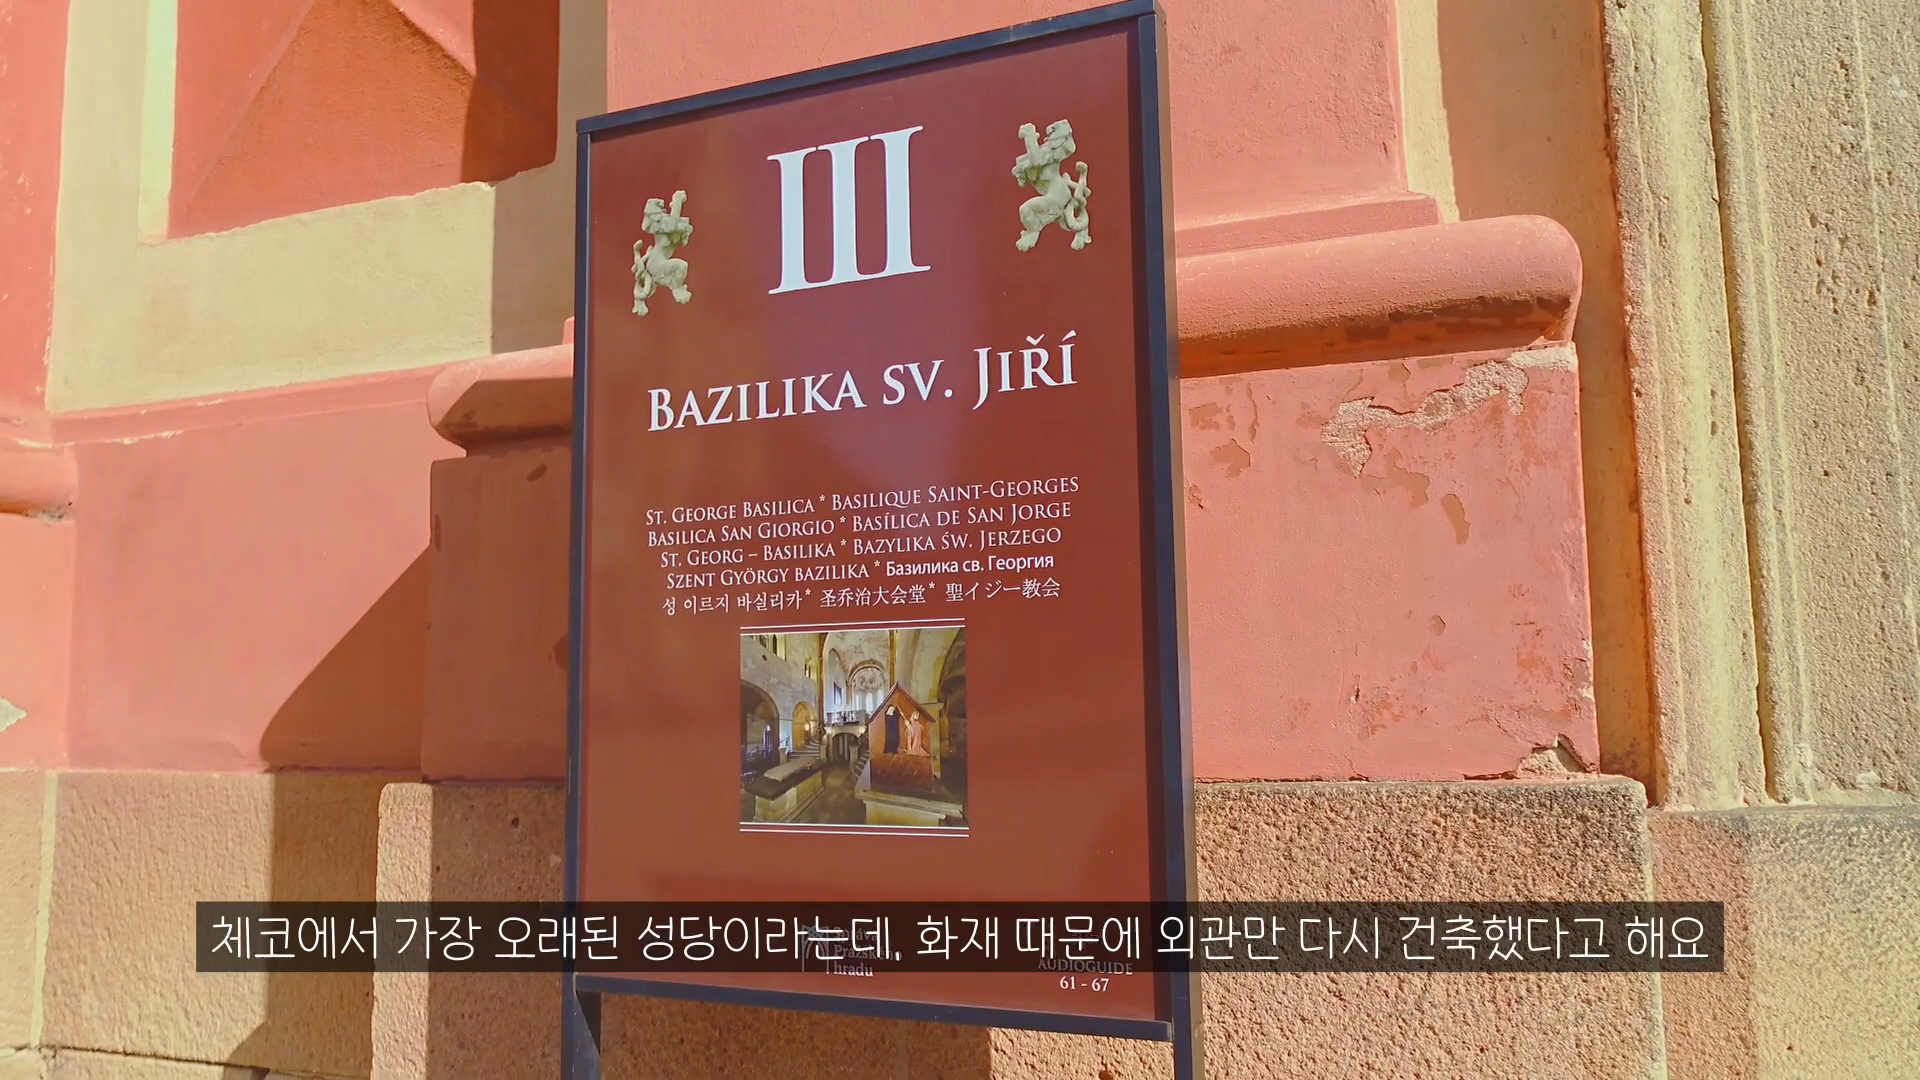 III
BAZILIKA SV. JIŘÍ
ST. GEORGE BASILICA * BASILIQUE SAINT-GEORGES
BASILICA SAN GIORGIO * BASÍLICA DE SAN JORGE
ST. GEORG – BASILIKA * BAZYLIKA ŚW. JERZEGO
SZENT GYÖRGY BAZILIKA * Базилика св. Георгия
성 이르지 바실리카* 圣乔治大会堂* 聖イジー教会
체코에서 가장 오래된 성당이라는데, 화재 때문에 외관만 다시 건축했다고 해요
hradu
AUDIOGUIDE
61 - 67